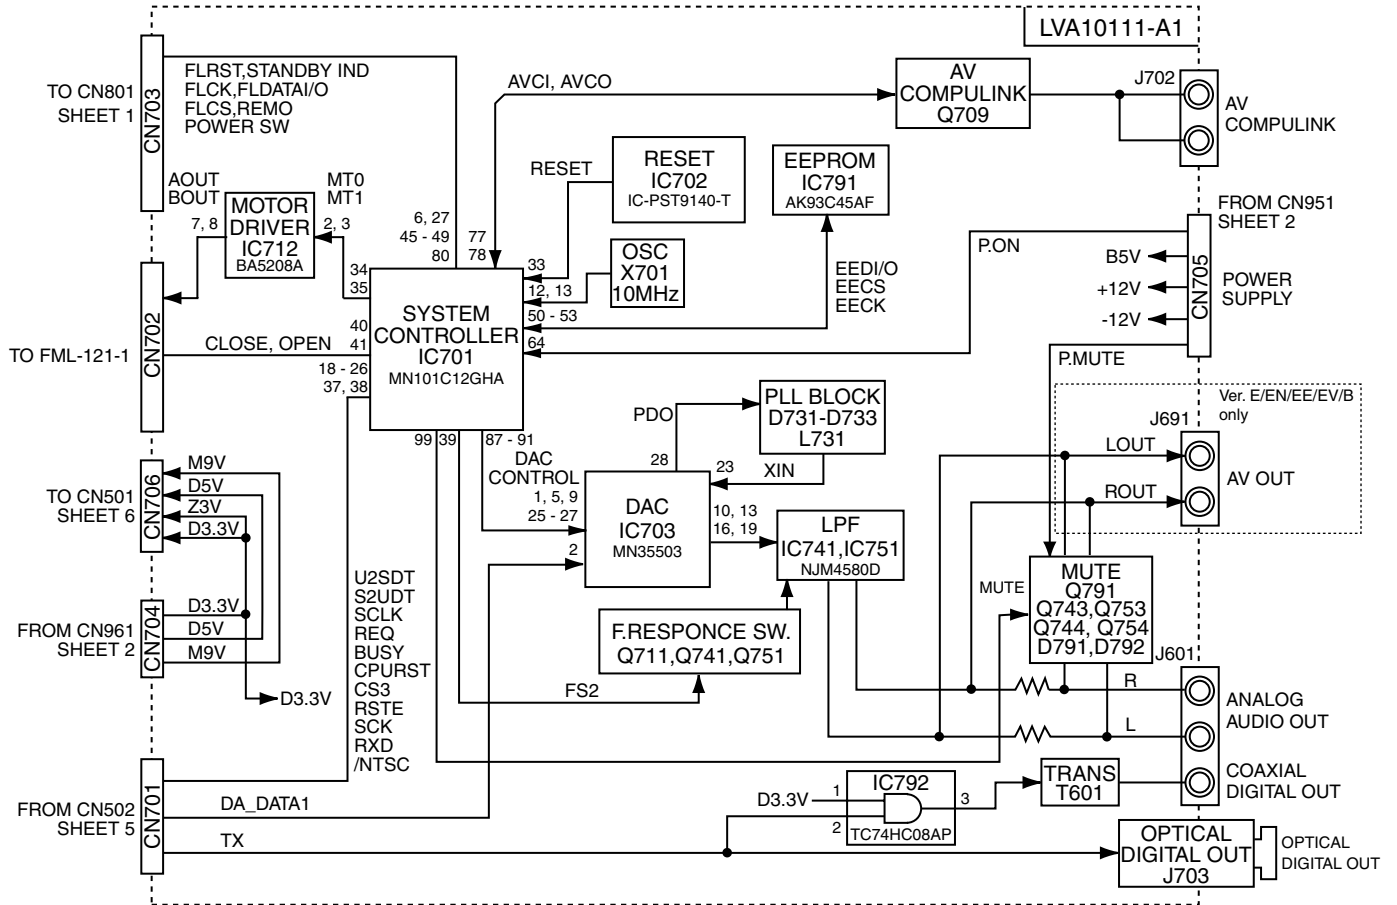 LVA10111-A1
TO CN801
SHEET 1
CN703
FLRST,STANDBY IND
FLCK,FLDATAI/O
FLCS,REMO
POWER SW
AVCI, AVCO
AV
COMPULINK
Q709
J702
AV
COMPULINK
RESET
RESET
IC702
IC-PST9140-T
EEPROM
IC791
AK93C45AF
AOUT
BOUT
7, 8
MT0
MT1
2, 3
MOTOR
DRIVER
IC712
BA5208A
6, 27
45 - 49
80
77
78
OSC
X701
10MHz
EEDI/O
EECS
EECK
P.ON
FROM CN951
SHEET 2
CN705
POWER
SUPPLY
B5V
+12V
-12V
P.MUTE
34
35
33
12, 13
50 - 53
64
SYSTEM
CONTROLLER
IC701
MN101C12GHA
40
41
18 - 26
37, 38
TO FML-121-1
CN702
CLOSE, OPEN
99
39
87 - 91
DAC
CONTROL
1, 5, 9
25 - 27
2
PDO
28
PLL BLOCK
D731-D733
L731
23
XIN
DAC
IC703
MN35503
10, 13
16, 19
LPF
IC741,IC751
NJM4580D
Ver. E/EN/EE/EV/B
only
J691
LOUT
ROUT
AV OUT
TO CN501
SHEET 6
CN706
M9V
D5V
Z3V
D3.3V
FROM CN961
SHEET 2
CN704
D3.3V
D5V
M9V
D3.3V
U2SDT
S2UDT
SCLK
REQ
BUSY
CPURST
CS3
RSTE
SCK
RXD
/NTSC
F.RESPONCE SW.
Q711,Q741,Q751
FS2
MUTE
MUTE
Q791
Q743,Q753
Q744, Q754
D791,D792
J601
R
L
ANALOG
AUDIO OUT
COAXIAL
DIGITAL OUT
FROM CN502
SHEET 5
CN701
DA_DATA1
TX
D3.3V
1
2
IC792
TC74HC08AP
3
TRANS
T601
OPTICAL
DIGITAL OUT
J703
OPTICAL
DIGITAL OUT